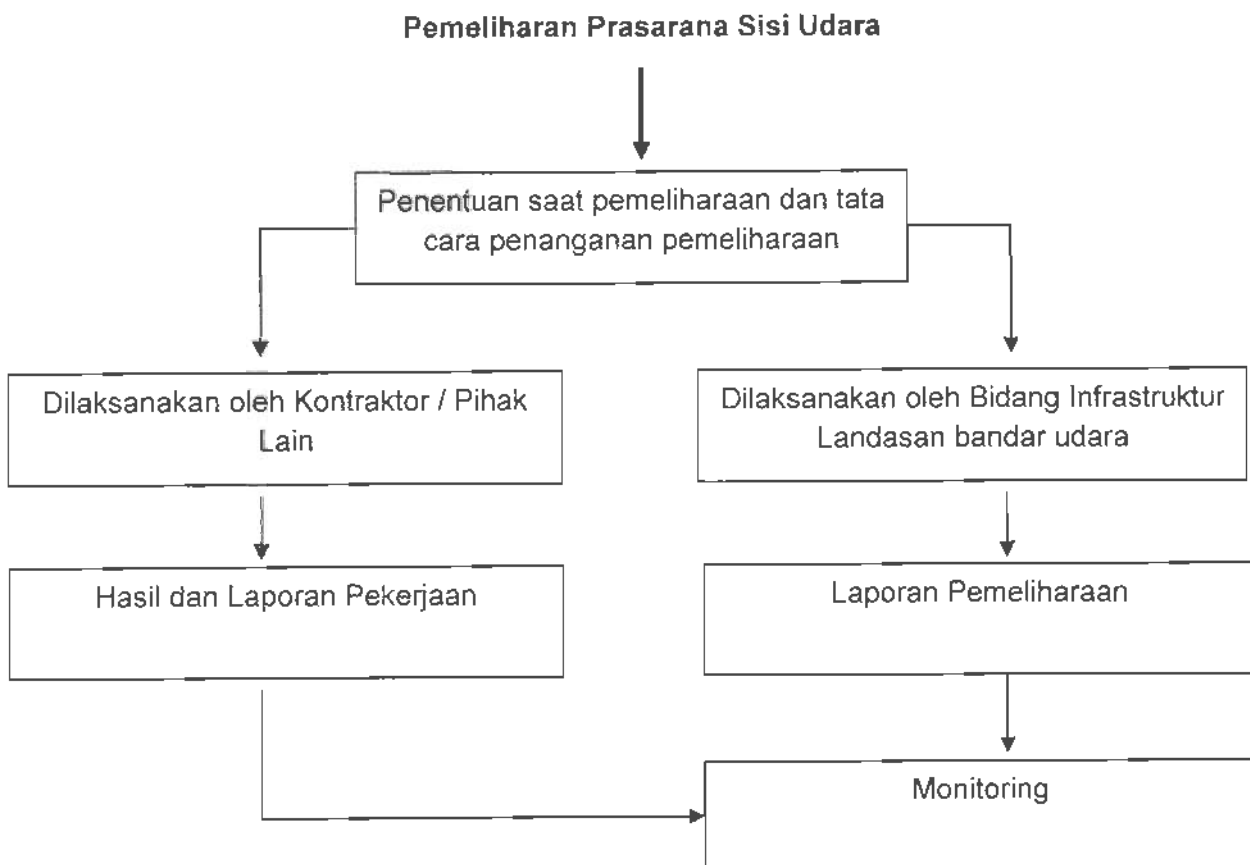 Pemeliharan Prasarana Sisi Udara
Penentuan saat pemeliharaan dan tata
cara penanganan pemeliharaan
Dilaksanakan oleh Kontraktor / Pihak
Lain
Dilaksanakan oleh Bidang Infrastruktur
Landasan bandar udara
Hasil dan Laporan Pekerjaan
Laporan Pemeliharaan
Monitoring